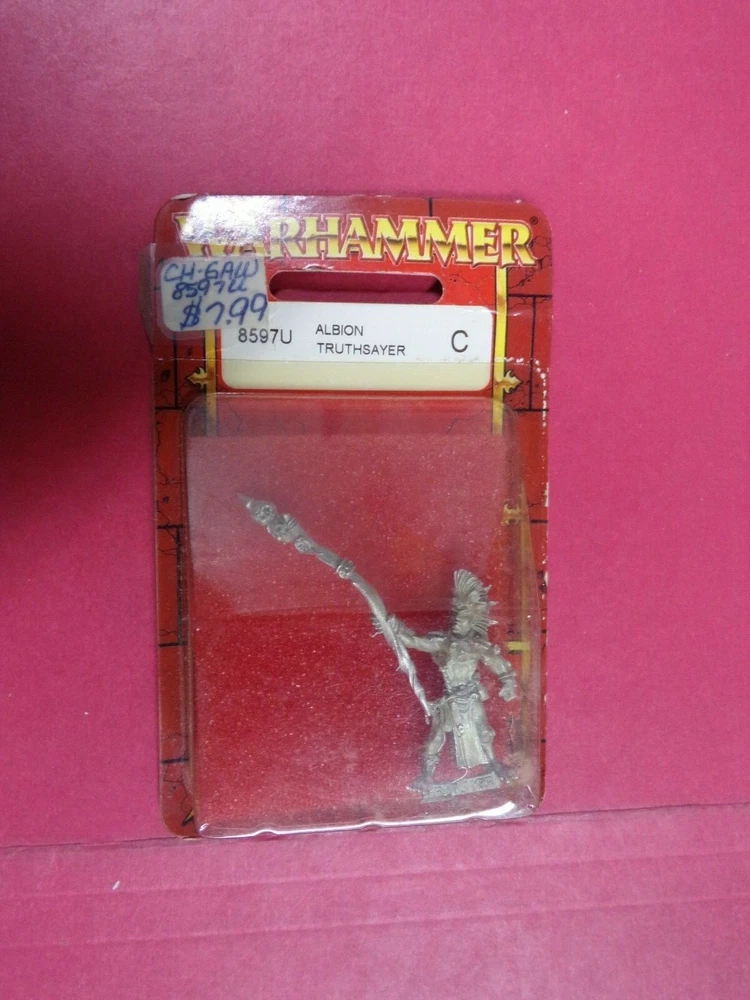 WARHAMMER®
CH-GAW
8597U
$7.99
8597U
ALBION
TRUTHSAYER
C